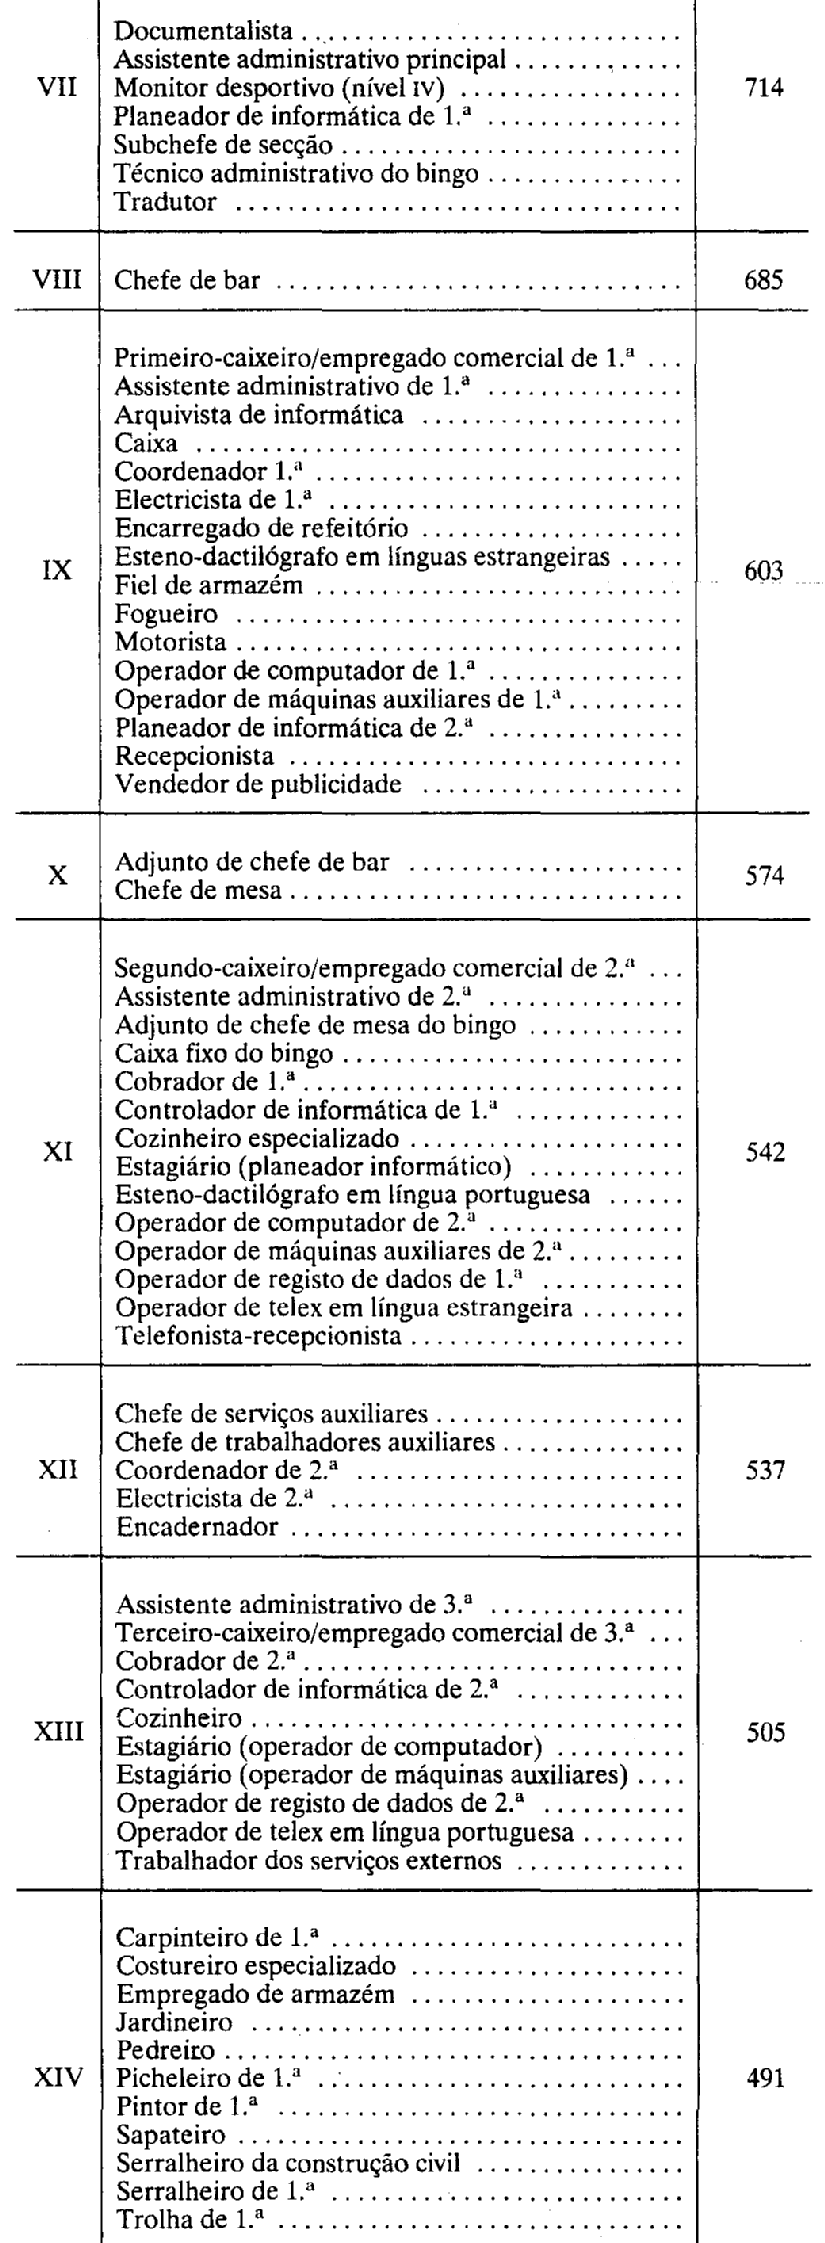 Documentalista ............................
Assistente administrativo principal .............
VII Monitor desportivo (nível IV) ................. 714
Planeador de informática de 1.ª ...............
Subchefe de secção ..........................
Técnico administrativo do bingo ...............
Tradutor ..................................
VIII Chefe de bar ............................... 685
Primeiro-caixeiro/empregado comercial de 1.ª ...
Assistente administrativo de 1.ª ...............
Arquivista de informática ....................
Caixa .....................................
Coordenador 1.ª ............................
Electricista de 1.ª ...........................
Encarregado de refeitório ....................
IX Esteno-dactilógrafo em línguas estrangeiras ..... 603
Fiel de armazém ............................
Fogueiro ..................................
Motorista ..................................
Operador de computador de 1.ª ...............
Operador de máquinas auxiliares de 1.ª .........
Planeador de informática de 2.ª ...............
Recepcionista ..............................
Vendedor de publicidade ....................
X Adjunto de chefe de bar ..................... 574
Chefe de mesa ..............................
Segundo-caixeiro/empregado comercial de 2.ª ...
Assistente administrativo de 2.ª ...............
Adjunto de chefe de mesa do bingo ............
Caixa fixo do bingo ..........................
Cobrador de 1.ª .............................
Controlador de informática de 1.ª .............
XI Cozinheiro especializado ..................... 542
Estagiário (planeador informático) ............
Esteno-dactilógrafo em língua portuguesa ......
Operador de computador de 2.ª ...............
Operador de máquinas auxiliares de 2.ª .........
Operador de registo de dados de 1.ª ...........
Operador de telex em língua estrangeira ........
Telefonista-recepcionista .....................
Chefe de serviços auxiliares ...................
Chefe de trabalhadores auxiliares ..............
XII Coordenador de 2.ª ......................... 537
Electricista de 2.ª ...........................
Encadernador ..............................
Assistente administrativo de 3.ª ...............
Terceiro-caixeiro/empregado comercial de 3.ª ...
Cobrador de 2.ª .............................
Controlador de informática de 2.ª .............
XIII Cozinheiro ................................. 505
Estagiário (operador de computador) ..........
Estagiário (operador de máquinas auxiliares) ....
Operador de registo de dados de 2.ª ...........
Operador de telex em língua portuguesa ........
Trabalhador dos serviços externos .............
Carpinteiro de 1.ª ...........................
Costureiro especializado .....................
Empregado de armazém .....................
Jardineiro .................................
Pedreiro ...................................
XIV Picheleiro de 1.ª ............................ 491
Pintor de 1.ª ...............................
Sapateiro ..................................
Serralheiro da construção civil ................
Serralheiro de 1.ª ...........................
Trolha de 1.ª ...............................